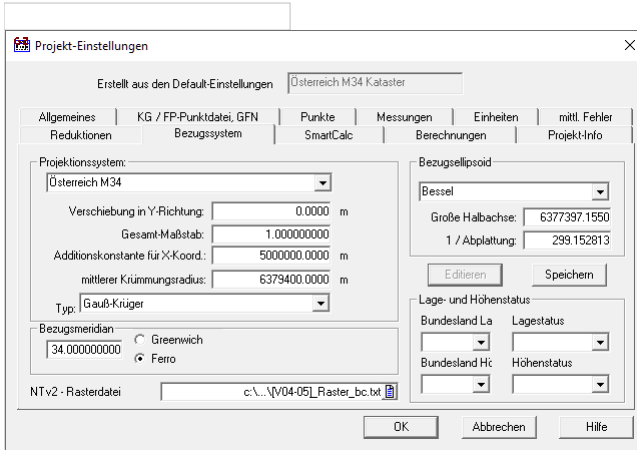 Projekt-Einstellungen
Erstellt aus den Default-Einstellungen Österreich M34 Kataster
Allgemeines KG / FP-Punktdatei, GFN Punkte Messungen Einheiten mittl. Fehler
Reduktionen Bezugssystem SmartCalc Berechnungen Projekt-Info
Projektionssystem:
Österreich M34
Verschiebung in Y-Richtung: 0.0000 m
Gesamt-Maßstab: 1.000000000
Additionskonstante für X-Koord.: 5000000.0000 m
mittlerer Krümmungsradius: 6379400.0000 m
Typ: Gauß-Krüger
Bezugsmeridian
34.000000000
Greenwich
Ferro
NTv2 - Rasterdatei c:\...\[V04-05]_Raster_bc.txt
Bezugsellipsoid
Bessel
Große Halbachse: 6377397.1550
1 / Abplattung: 299.152813
Editieren Speichern
Lage- und Höhenstatus
Bundesland La Lagestatus
Bundesland Hö Höhenstatus
OK Abbrechen Hilfe